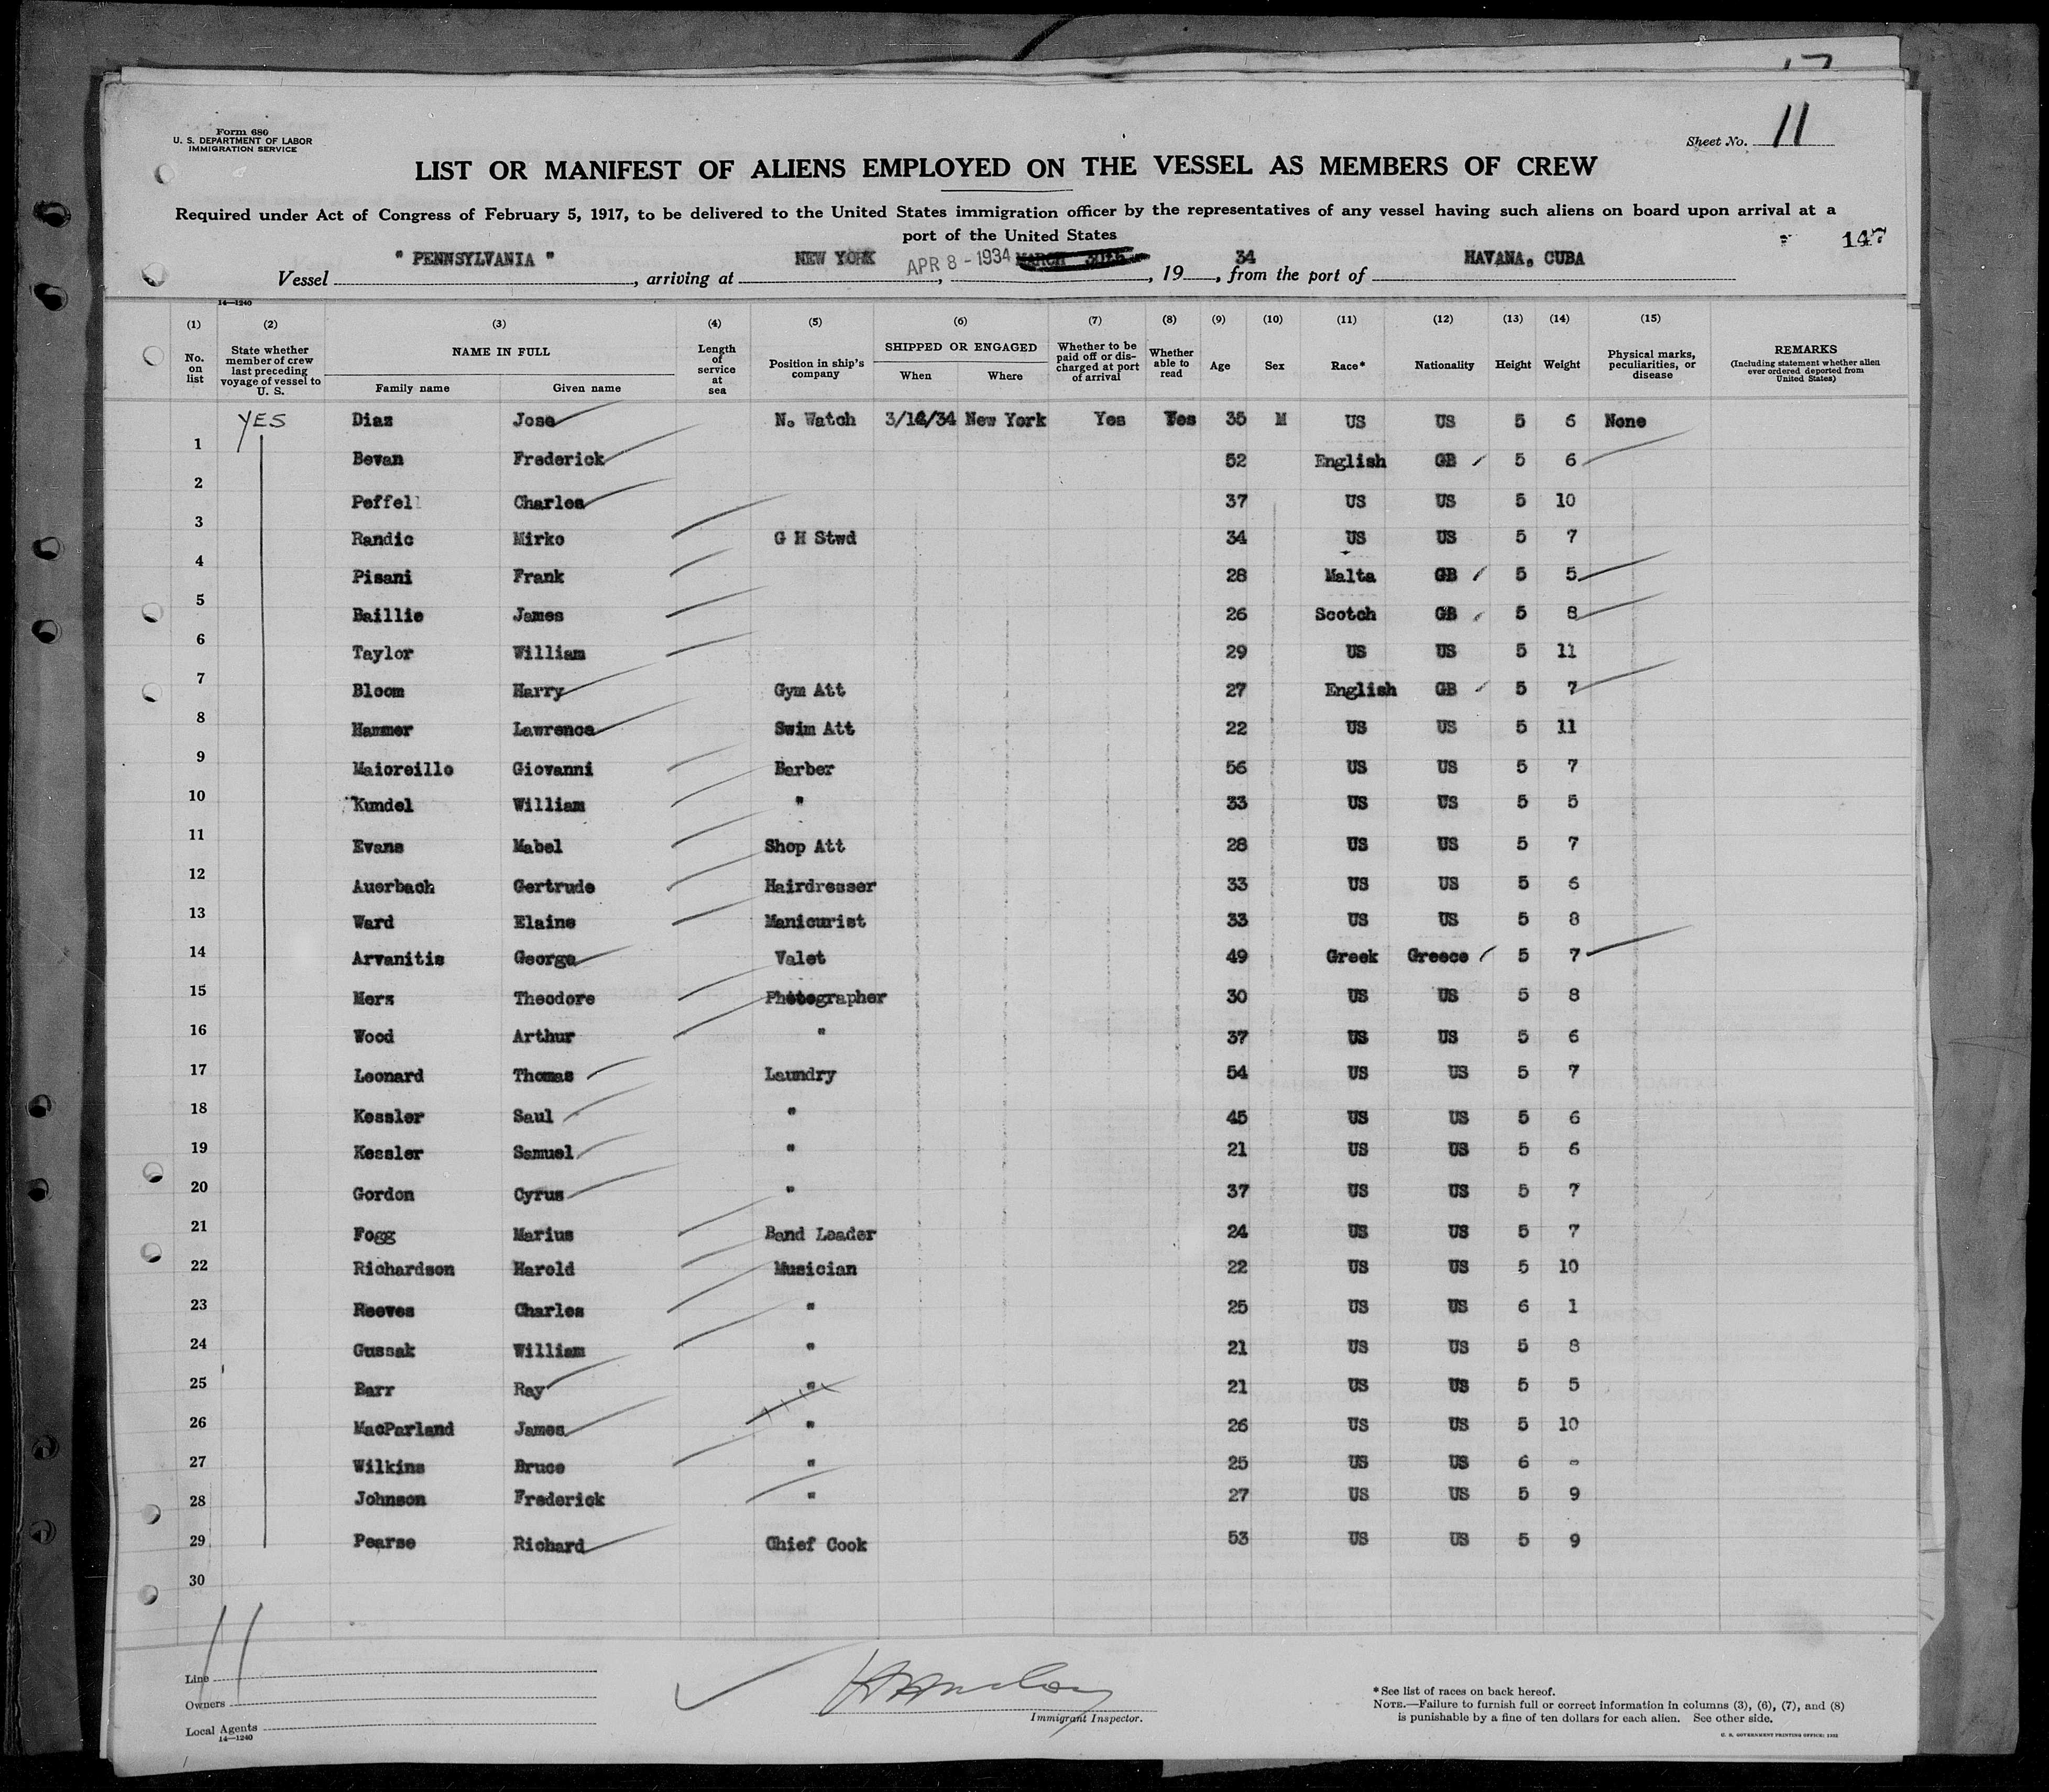 Form 680
U. S. DEPARTMENT OF LABOR
IMMIGRATION SERVICE
Sheet No. 11
LIST OR MANIFEST OF ALIENS EMPLOYED ON THE VESSEL AS MEMBERS OF CREW
Required under Act of Congress of February 5, 1917, to be delivered to the United States immigration officer by the representatives of any vessel having such aliens on board upon arrival at a
port of the United States
147
Vessel " PENNSYLVANIA ", arriving at NEW YORK, APR 8 - 1934 MARCH 30th, 19 34, from the port of HAVANA, CUBA
14—1240
(1) (2) (3) (4) (5) (6) (7) (8) (9) (10) (11) (12) (13) (14) (15)
No. on list State whether member of crew last preceding voyage of vessel to U. S. NAME IN FULL Length of service at sea Position in ship's company SHIPPED OR ENGAGED Whether to be paid off or discharged at port of arrival Whether able to read Age Sex Race* Nationality Height Weight Physical marks, peculiarities, or disease REMARKS (Including statement whether alien ever ordered deported from United States)
Family name Given name When Where
YES Diaz Jose N. Watch 3/14/34 New York Yes Yes 35 M US US 5 6 None
1
Bevan Frederick 52 English GB 5 6
2
Peffel Charles 37 US US 5 10
3
Randic Mirko G H Stwd 34 US US 5 7
4
Pisani Frank 28 Malta GB 5 5
5
Baillie James 26 Scotch GB 5 8
6
Taylor William 29 US US 5 11
7
Bloom Harry Gym Att 27 English GB 5 7
8
Hammer Lawrence Swim Att 22 US US 5 11
9
Maioreillo Giovanni Barber 56 US US 5 7
10
Kundel William " 33 US US 5 5
11
Evans Mabel Shop Att 28 US US 5 7
12
Auerbach Gertrude Hairdresser 33 US US 5 6
13
Ward Elaine Manicurist 33 US US 5 8
14
Arvanitis George Valet 49 Greek Greece 5 7
15
Mers Theodore Photographer 30 US US 5 8
16
Wood Arthur " 37 US US 5 6
17
Leonard Thomas Laundry 54 US US 5 7
18
Kessler Saul " 45 US US 5 6
19
Kessler Samuel " 21 US US 5 6
20
Gordon Cyrus " 37 US US 5 7
21
Fogg Marius Band Leader 24 US US 5 7
22
Richardson Harold Musician 22 US US 5 10
23
Reeves Charles " 25 US US 6 1
24
Gussak William " 21 US US 5 8
25
Barr Ray " 21 US US 5 5
26
MacParland James " 26 US US 5 10
27
Wilkins Bruce " 25 US US 6 -
28
Johnson Frederick " 27 US US 5 9
29
Pearse Richard Chief Cook 53 US US 5 9
30
11
Line
Owners
Local Agents
14—1240
Immigrant Inspector.
*See list of races on back hereof.
NOTE.—Failure to furnish full or correct information in columns (3), (6), (7), and (8)
is punishable by a fine of ten dollars for each alien. See other side.
U. S. GOVERNMENT PRINTING OFFICE: 1932